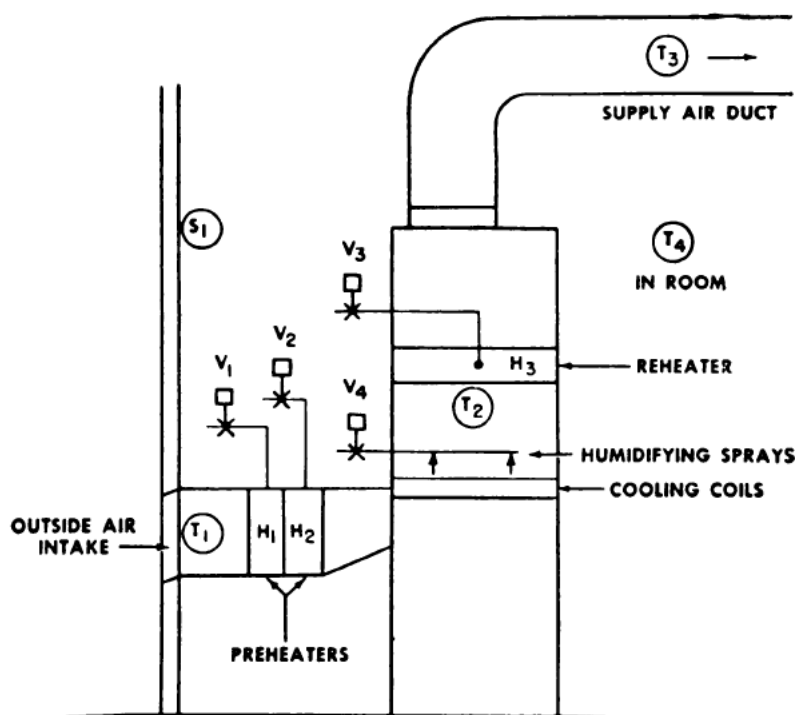 T3
SUPPLY AIR DUCT
S1
T4
IN ROOM
V3
V2
V1
H3
REHEATER
V4
T2
HUMIDIFYING SPRAYS
COOLING COILS
OUTSIDE AIR
INTAKE
T1
H1
H2
PREHEATERS